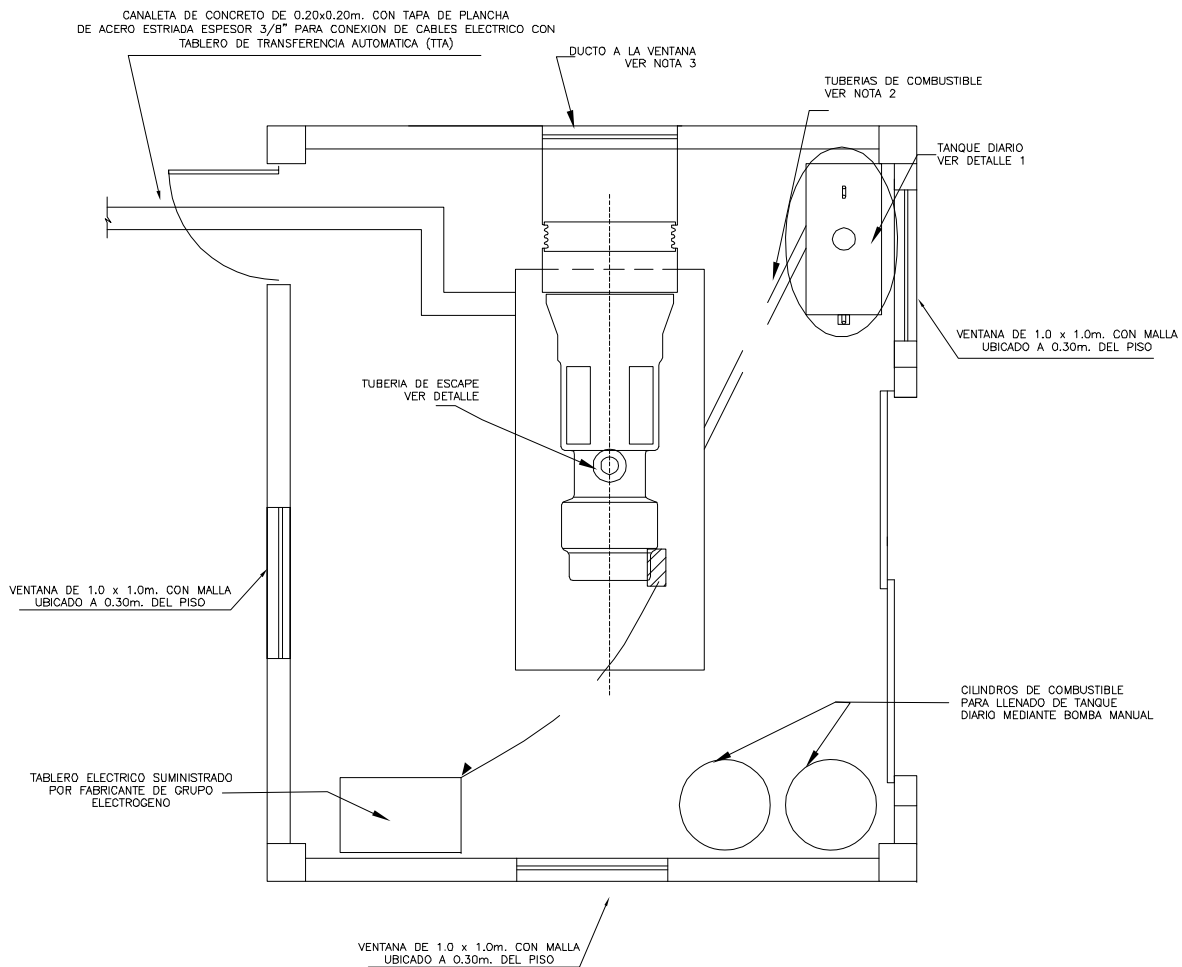 CANALETA DE CONCRETO DE 0.20x0.20m. CON TAPA DE PLANCHA
DE ACERO ESTRIADA ESPESOR 3/8" PARA CONEXION DE CABLES ELECTRICO CON
TABLERO DE TRANSFERENCIA AUTOMATICA (TTA)
DUCTO A LA VENTANA
VER NOTA 3
TUBERIAS DE COMBUSTIBLE
VER NOTA 2
TANQUE DIARIO
VER DETALLE 1
VENTANA DE 1.0 x 1.0m. CON MALLA
UBICADO A 0.30m. DEL PISO
TUBERIA DE ESCAPE
VER DETALLE
VENTANA DE 1.0 x 1.0m. CON MALLA
UBICADO A 0.30m. DEL PISO
CILINDROS DE COMBUSTIBLE
PARA LLENADO DE TANQUE
DIARIO MEDIANTE BOMBA MANUAL
TABLERO ELECTRICO SUMINISTRADO
POR FABRICANTE DE GRUPO
ELECTROGENO
VENTANA DE 1.0 x 1.0m. CON MALLA
UBICADO A 0.30m. DEL PISO